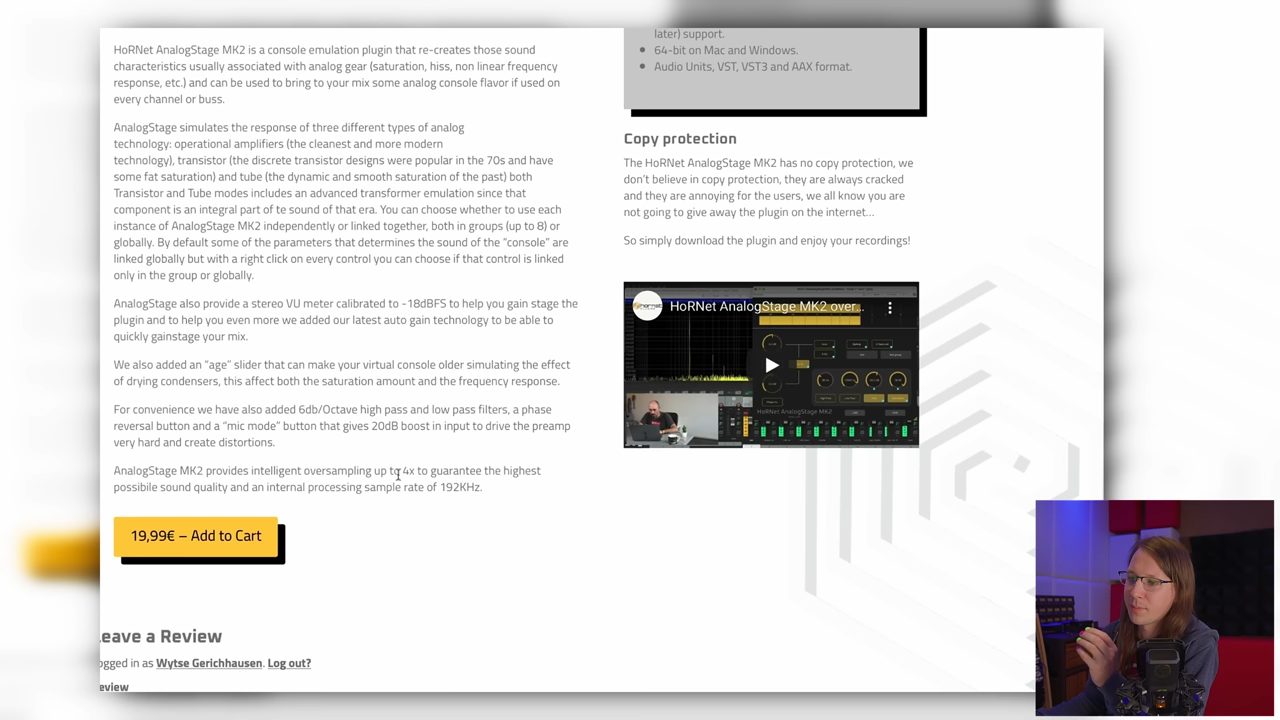 HoRNet AnalogStage MK2 is a console emulation plugin that re-creates those sound
characteristics usually associated with analog gear (saturation, hiss, non linear frequency
response, etc.) and can be used to bring to your mix some analog console flavor if used on
every channel or buss.
AnalogStage simulates the response of three different types of analog
technology: operational amplifiers (the cleanest and more modern
technology), transistor (the discrete transistor designs were popular in the 70s and have
some fat saturation) and tube (the dynamic and smooth saturation of the past) both
Transistor and Tube modes includes an advanced transformer emulation since that
component is an integral part of te sound of that era. You can choose whether to use each
instance of AnalogStage MK2 independently or linked together, both in groups (up to 8) or
globally. By default some of the parameters that determines the sound of the “console” are
linked globally but with a right click on every control you can choose if that control is linked
only in the group or globally.
AnalogStage also provide a stereo VU meter calibrated to -18dBFS to help you gain stage the
plugin and to help you even more we added our latest auto gain technology to be able to
quickly gainstage your mix.
We also added an “age” slider that can make your virtual console older simulating the effect
of drying condensers, this affect both the saturation amount and the frequency response.
For convenience we have also added 6db/Octave high pass and low pass filters, a phase
reversal button and a “mic mode” button that gives 20dB boost in input to drive the preamp
very hard and create distortions.
AnalogStage MK2 provides intelligent oversampling up to 4x to guarantee the highest
possibile sound quality and an internal processing sample rate of 192KHz.
19,99€ – Add to Cart
eave a Review
ogged in as Wytse Gerichhausen. Log out?
eview
later) support.
64-bit on Mac and Windows.
Audio Units, VST, VST3 and AAX format.
Copy protection
The HoRNet AnalogStage MK2 has no copy protection, we
don’t believe in copy protection, they are always cracked
and they are annoying for the users, we all know you are
not going to give away the plugin on the internet…
So simply download the plugin and enjoy your recordings!
HoRNet AnalogStage MK2 over...
HoRNet AnalogStage MK2